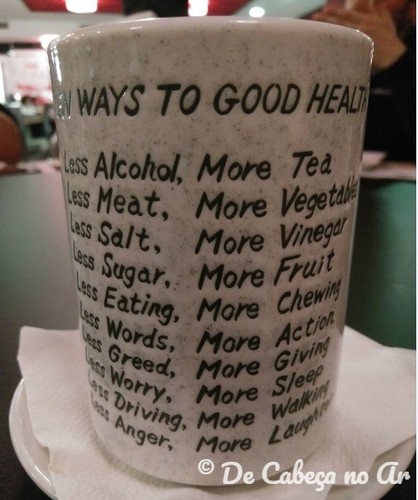 WAYS TO GOOD HEALTH
Less Alcohol, More Tea
Less Meat, More Vegetables
Less Salt, More Vinegar
Less Sugar, More Fruit
Less Eating, More Chewing
Less Words, More Action
Less Greed, More Giving
Less Worry, More Sleep
Less Driving, More Walking
Less Anger, More Laughter
© De Cabeça no Ar